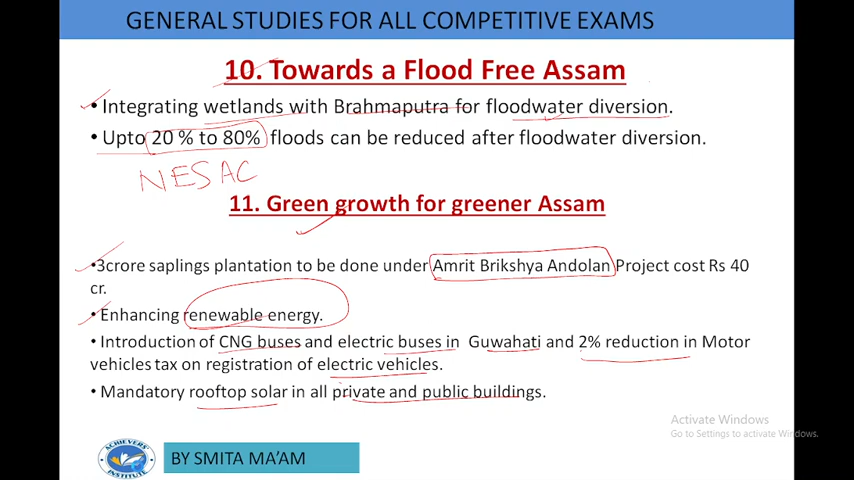 GENERAL STUDIES FOR ALL COMPETITIVE EXAMS
10. Towards a Flood Free Assam
• Integrating wetlands with Brahmaputra for floodwater diversion.
• Upto 20 % to 80% floods can be reduced after floodwater diversion.
NESAC
11. Green growth for greener Assam
•3crore saplings plantation to be done under Amrit Brikshya Andolan Project cost Rs 40
cr.
• Enhancing renewable energy.
• Introduction of CNG buses and electric buses in Guwahati and 2% reduction in Motor
vehicles tax on registration of electric vehicles.
• Mandatory rooftop solar in all private and public buildings.
Activate Windows
Go to Settings to activate Windows.
ACHIEVERS'
INSTITUTE
BY SMITA MA'AM